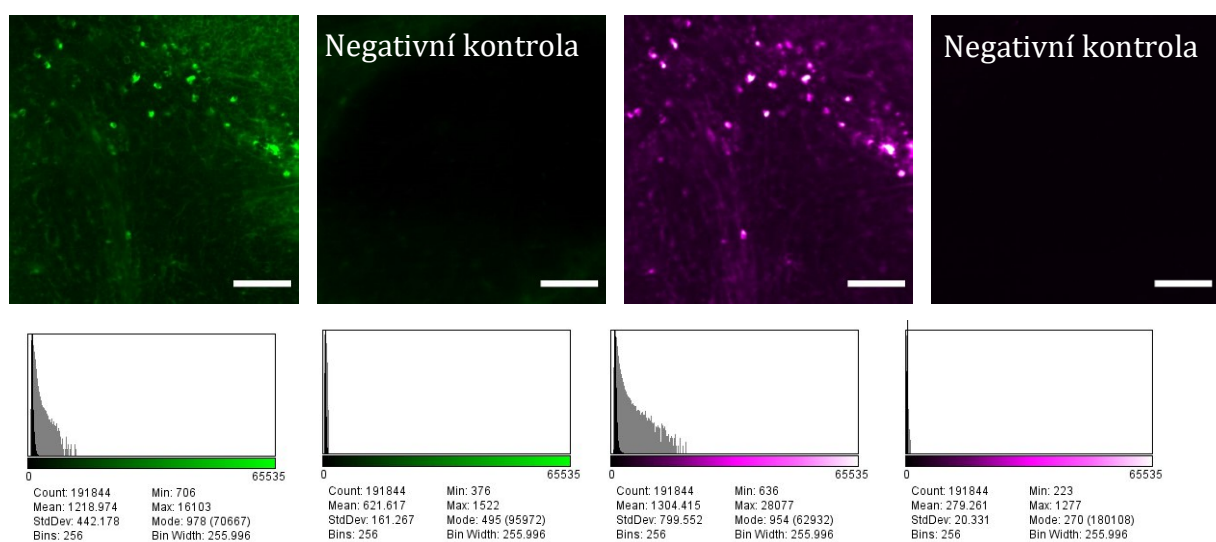 Negativní kontrola
Negativní kontrola
0 65535
Count: 191844 Min: 706
Mean: 1218.974 Max: 16103
StdDev: 442.178 Mode: 978 (70667)
Bins: 256 Bin Width: 255.996
0 65535
Count: 191844 Min: 376
Mean: 621.617 Max: 1522
StdDev: 161.267 Mode: 495 (95972)
Bins: 256 Bin Width: 255.996
0 65535
Count: 191844 Min: 636
Mean: 1304.415 Max: 28077
StdDev: 799.552 Mode: 954 (62932)
Bins: 256 Bin Width: 255.996
0 65535
Count: 191844 Min: 223
Mean: 279.261 Max: 1277
StdDev: 20.331 Mode: 270 (180108)
Bins: 256 Bin Width: 255.996